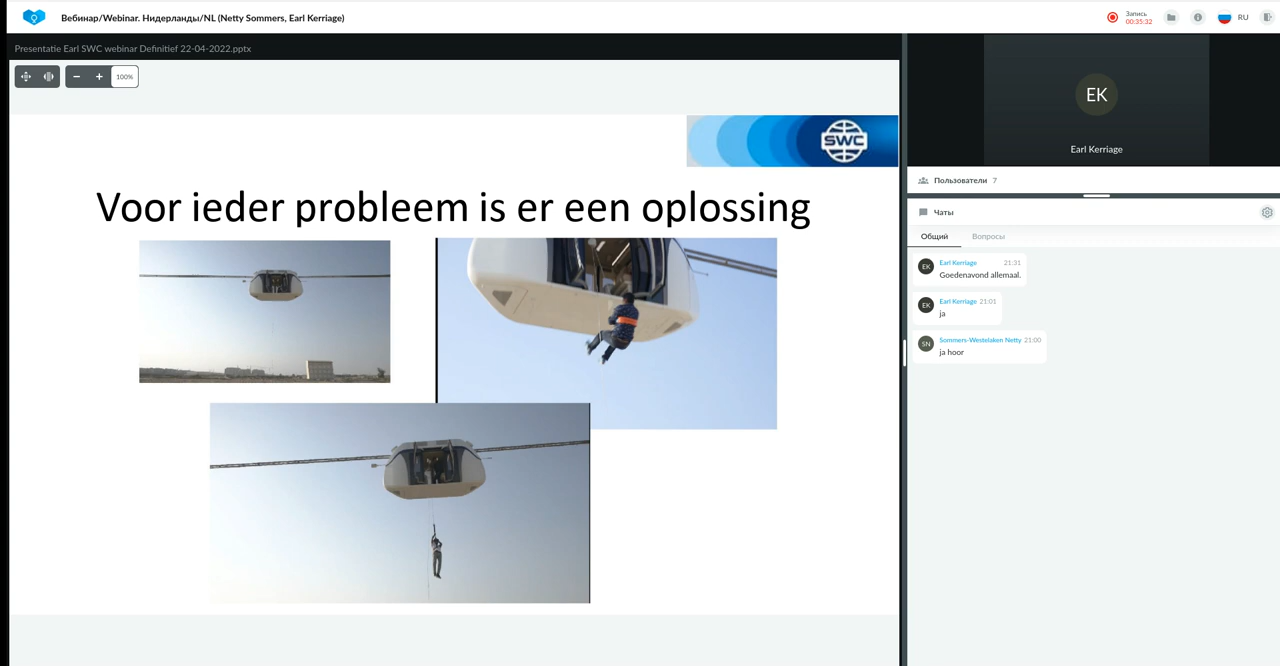 Вебинар/Webinar. Нидерланды/NL (Netty Sommers, Earl Kerriage)
Запись
00:35:32
RU
Presentatie Earl SWC webinar Definitief 22-04-2022.pptx
100%
SWC
Voor ieder probleem is er een oplossing
EK
Earl Kerriage
Пользователи 7
Чаты
Общий Вопросы
EK Earl Kerriage 21:31
Goedenavond allemaal.
EK Earl Kerriage 21:01
ja
SN Sommers-Westelaken Netty 21:00
ja hoor